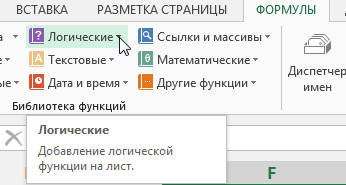 ВСТАВКА РАЗМЕТКА СТРАНИЦЫ ФОРМУЛЫ
Логические Ссылки и массивы
Текстовые Математические
Дата и время Другие функции
Диспетчер
имен
Библиотека функций
Логические
Добавление логической
функции на лист.
F